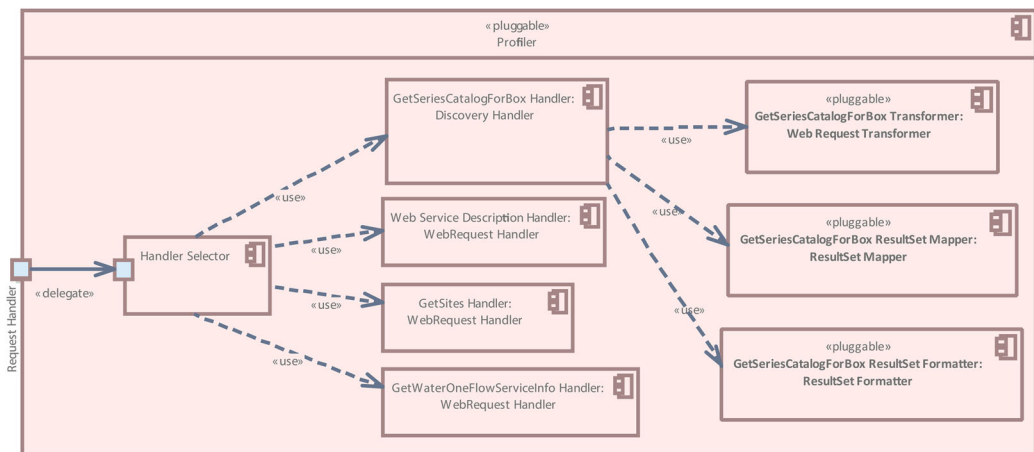 «pluggable»
Profiler
GetSeriesCatalogForBox Handler:
Discovery Handler
«pluggable»
GetSeriesCatalogForBox Transformer:
Web Request Transformer
«use»
«use»
Web Service Description Handler:
WebRequest Handler
«use»
«pluggable»
GetSeriesCatalogForBox ResultSet Mapper:
ResultSet Mapper
Handler Selector
«use»
Request Handler
«delegate»
GetSites Handler:
WebRequest Handler
«use»
«use»
«pluggable»
GetSeriesCatalogForBox ResultSet Formatter:
ResultSet Formatter
«use»
GetWaterOneFlowServiceInfo Handler:
WebRequest Handler